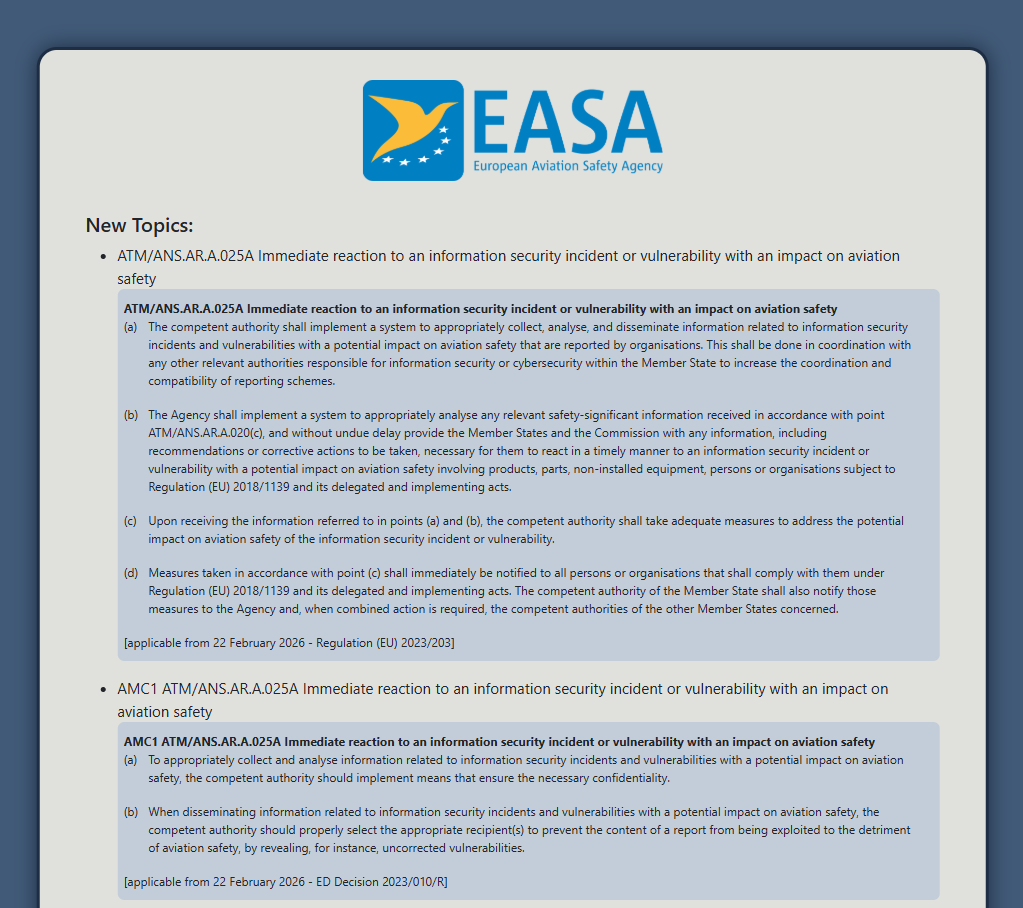 EASA
European Aviation Safety Agency
New Topics:
• ATM/ANS.AR.A.025A Immediate reaction to an information security incident or vulnerability with an impact on aviation
safety
ATM/ANS.AR.A.025A Immediate reaction to an information security incident or vulnerability with an impact on aviation safety
(a) The competent authority shall implement a system to appropriately collect, analyse, and disseminate information related to information security
incidents and vulnerabilities with a potential impact on aviation safety that are reported by organisations. This shall be done in coordination with
any other relevant authorities responsible for information security or cybersecurity within the Member State to increase the coordination and
compatibility of reporting schemes.
(b) The Agency shall implement a system to appropriately analyse any relevant safety-significant information received in accordance with point
ATM/ANS.AR.A.020(c), and without undue delay provide the Member States and the Commission with any information, including
recommendations or corrective actions to be taken, necessary for them to react in a timely manner to an information security incident or
vulnerability with a potential impact on aviation safety involving products, parts, non-installed equipment, persons or organisations subject to
Regulation (EU) 2018/1139 and its delegated and implementing acts.
(c) Upon receiving the information referred to in points (a) and (b), the competent authority shall take adequate measures to address the potential
impact on aviation safety of the information security incident or vulnerability.
(d) Measures taken in accordance with point (c) shall immediately be notified to all persons or organisations that shall comply with them under
Regulation (EU) 2018/1139 and its delegated and implementing acts. The competent authority of the Member State shall also notify those
measures to the Agency and, when combined action is required, the competent authorities of the other Member States concerned.
[applicable from 22 February 2026 - Regulation (EU) 2023/203]
• AMC1 ATM/ANS.AR.A.025A Immediate reaction to an information security incident or vulnerability with an impact on
aviation safety
AMC1 ATM/ANS.AR.A.025A Immediate reaction to an information security incident or vulnerability with an impact on aviation safety
(a) To appropriately collect and analyse information related to information security incidents and vulnerabilities with a potential impact on aviation
safety, the competent authority should implement means that ensure the necessary confidentiality.
(b) When disseminating information related to information security incidents and vulnerabilities with a potential impact on aviation safety, the
competent authority should properly select the appropriate recipient(s) to prevent the content of a report from being exploited to the detriment
of aviation safety, by revealing, for instance, uncorrected vulnerabilities.
[applicable from 22 February 2026 - ED Decision 2023/010/R]